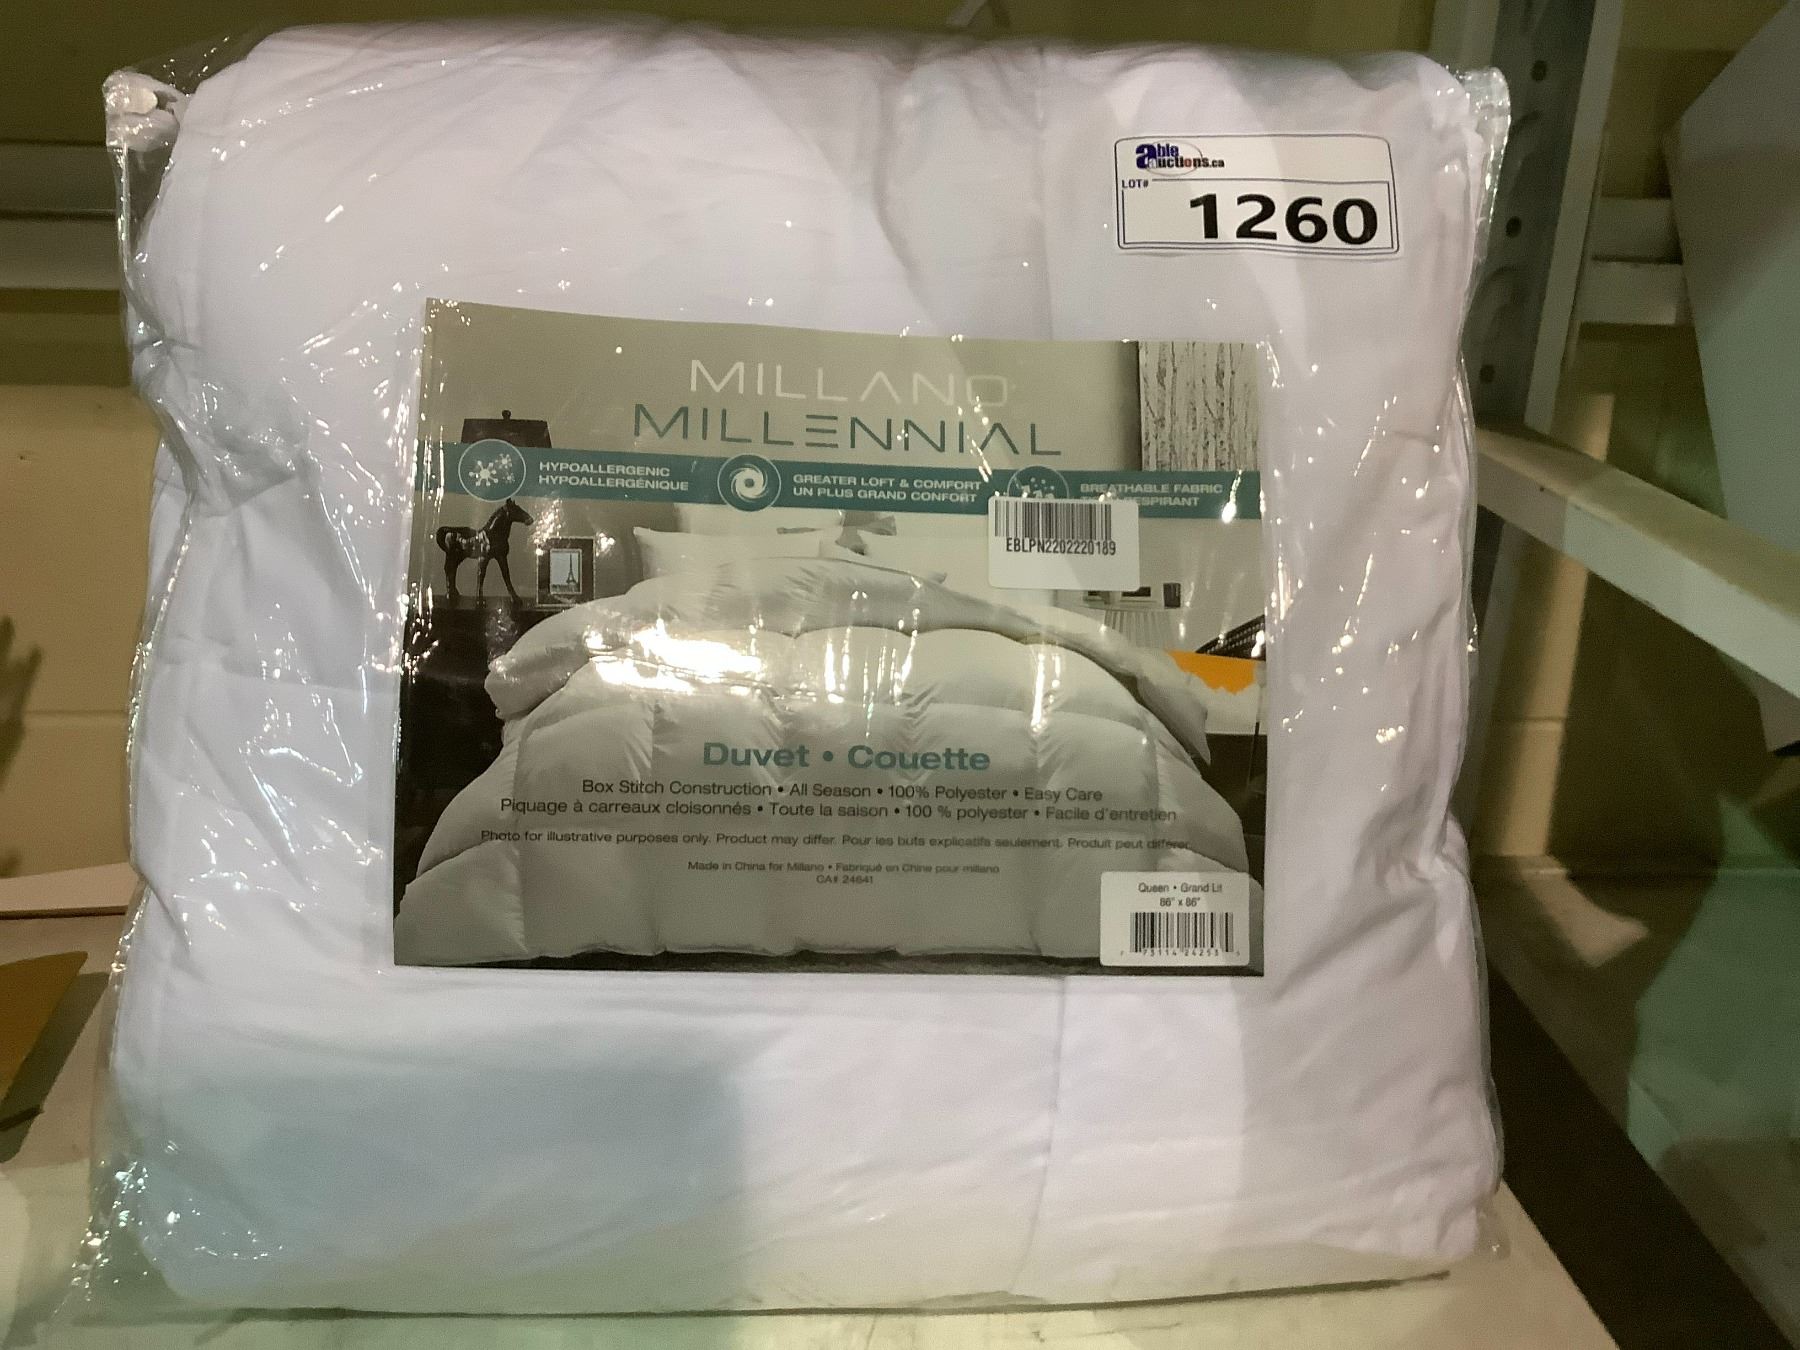 able auctions.ca
LOT#
1260
MILLANO
MILLENNIAL
HYPOALLERGENIC
HYPOALLERGÉNIQUE
GREATER LOFT & COMFORT
UN PLUS GRAND CONFORT
BREATHABLE FABRIC
EBLPN2202220189
Duvet • Couette
Box Stitch Construction • All Season • 100% Polyester • Easy Care
Piquage à carreaux cloisonnés • Toute la saison • 100 % polyester • Facile d'entretien
Photo for illustrative purposes only. Product may differ. Pour les buts explicatifs seulement. Produit peut différer.
Made in China for Millano • Fabriqué en Chine pour millano
CA# 24641
Queen • Grand Lit
86" x 86"